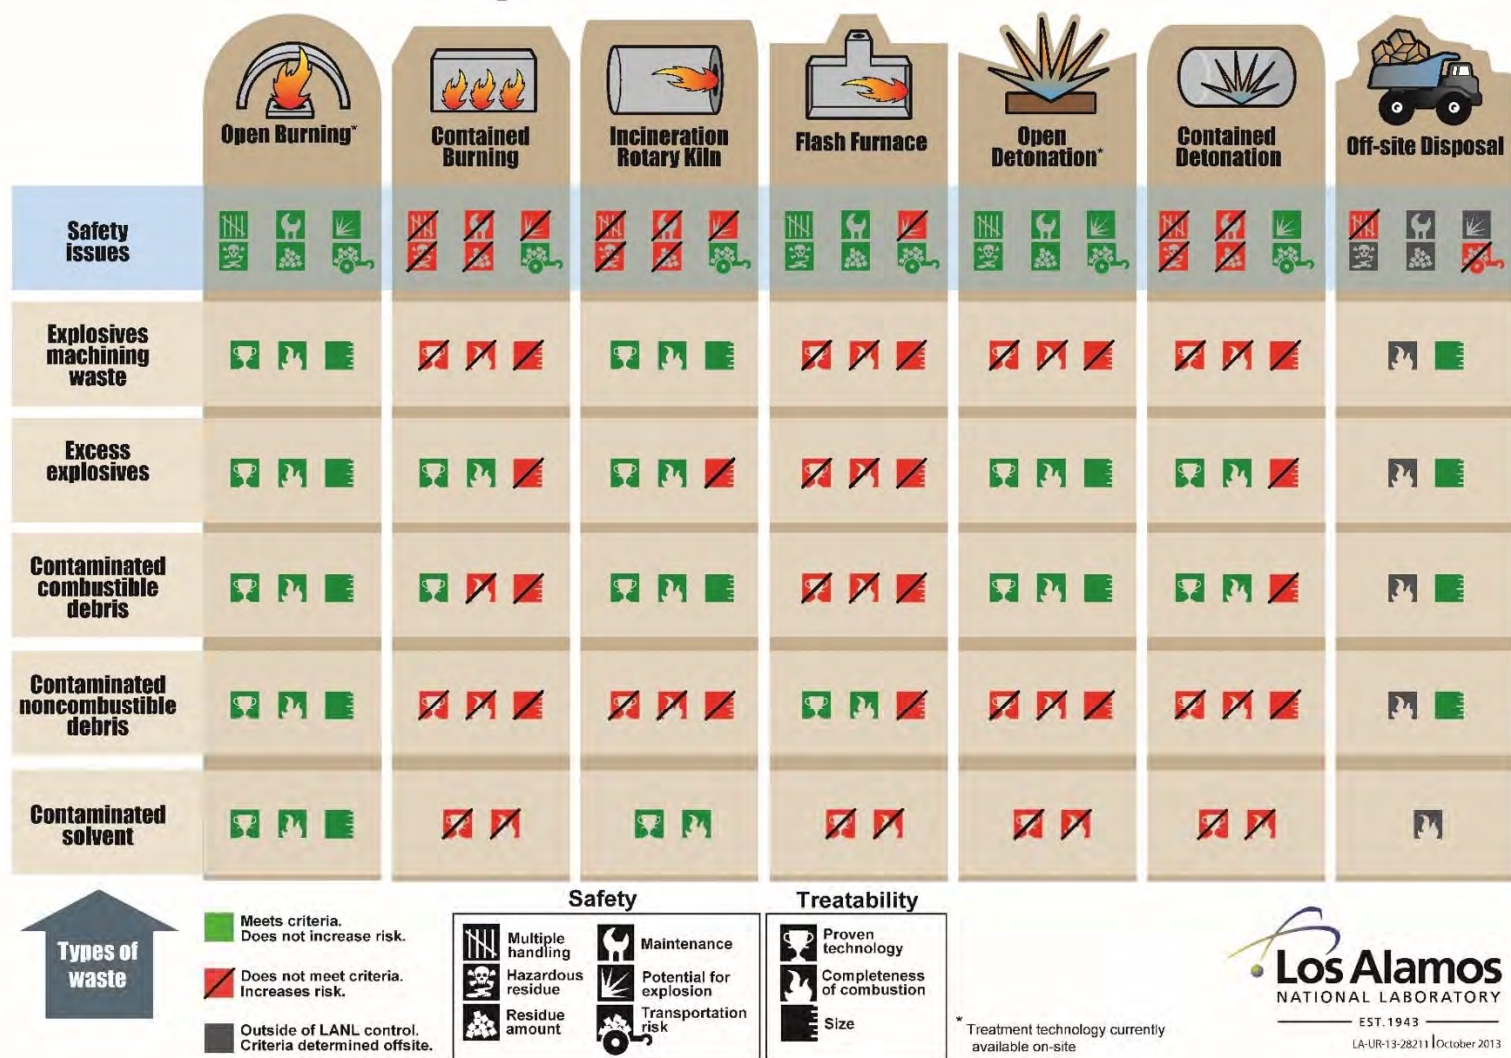 Open Burning*
Contained
Burning
Incineration
Rotary Kiln
Flash Furnace
Open
Detonation*
Contained
Detonation
Off-site Disposal
Safety
issues
Explosives
machining
waste
Excess
explosives
Contaminated
combustible
debris
Contaminated
noncombustible
debris
Contaminated
solvent
Types of
waste
Meets criteria.
Does not increase risk.
Does not meet criteria.
Increases risk.
Outside of LANL control.
Criteria determined offsite.
Safety
Multiple
handling
Maintenance
Hazardous
residue
Potential for
explosion
Residue
amount
Transportation
risk
Treatability
Proven
technology
Completeness
of combustion
Size
* Treatment technology currently
available on-site
Los Alamos
NATIONAL LABORATORY
EST.1943
LA-UR-13-28211 | October 2013